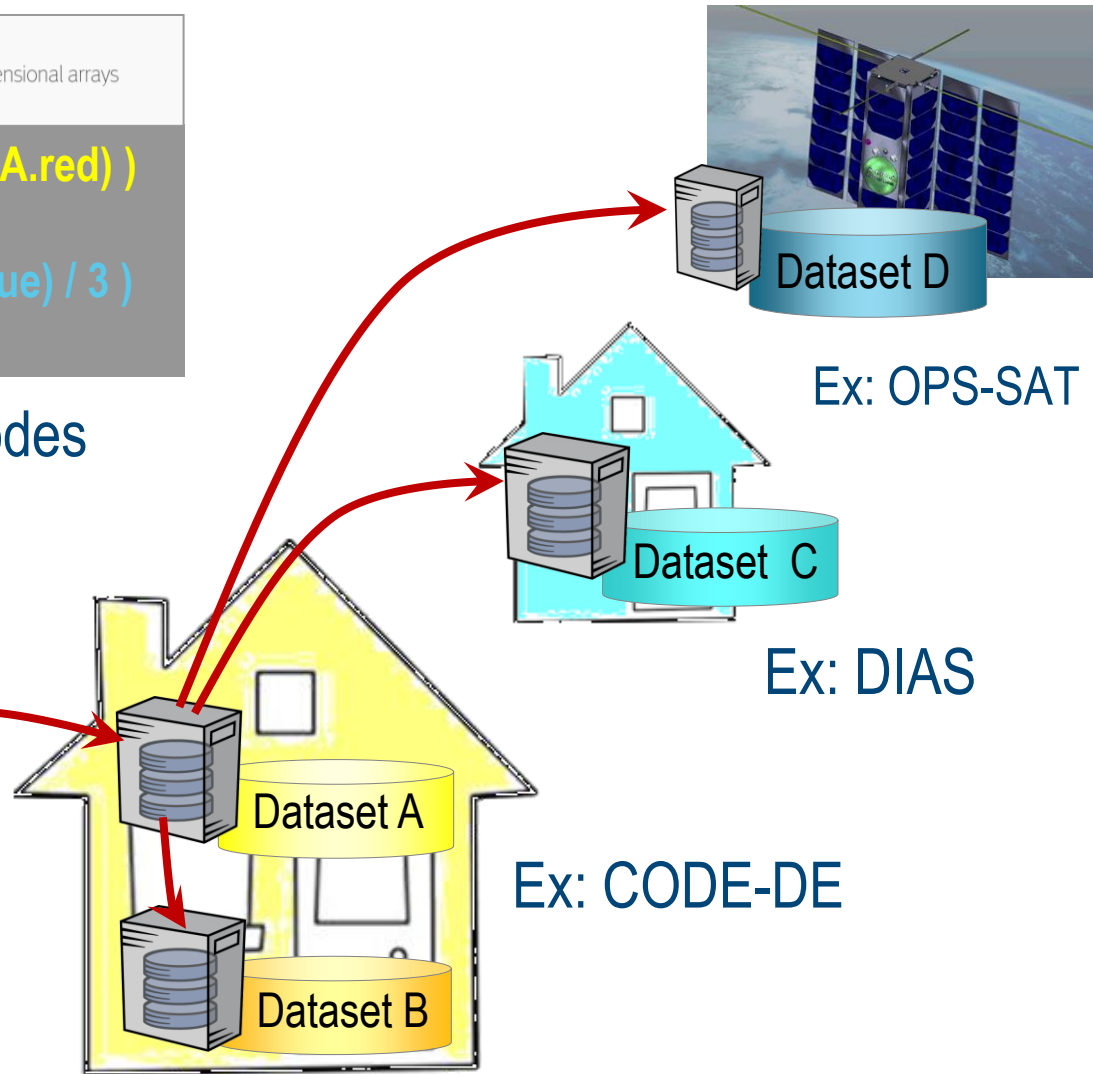 ensional arrays
A.red) )
ue) / 3 )
odes
Dataset D
Ex: OPS-SAT
Dataset C
Ex: DIAS
Dataset A
Ex: CODE-DE
Dataset B